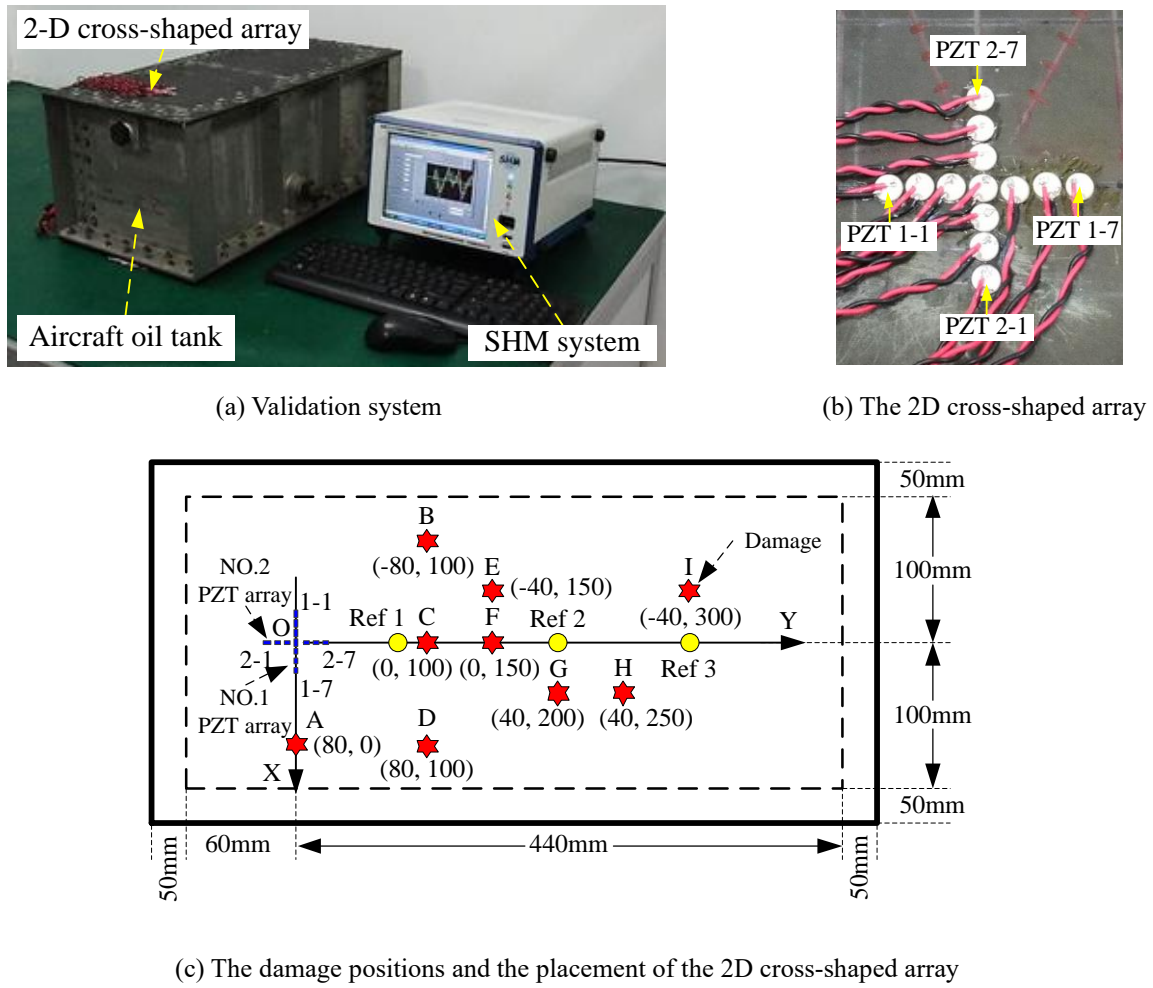 2-D cross-shaped array
Aircraft oil tank
SHM system
SHM
(a) Validation system
PZT 2-7
PZT 1-1
PZT 1-7
PZT 2-1
(b) The 2D cross-shaped array
50mm
B
Damage
(-80, 100)
E
(-40, 150)
I
(-40, 300)
100mm
NO.2
PZT array
1-1
O
Ref 1
C
F
Ref 2
Y
2-1
2-7
(0, 100)
(0, 150)
Ref 3
NO.1
PZT array
1-7
G
H
(40, 200)
(40, 250)
100mm
A
(80, 0)
D
(80, 100)
X
50mm
60mm
440mm
50mm
50mm
(c) The damage positions and the placement of the 2D cross-shaped array